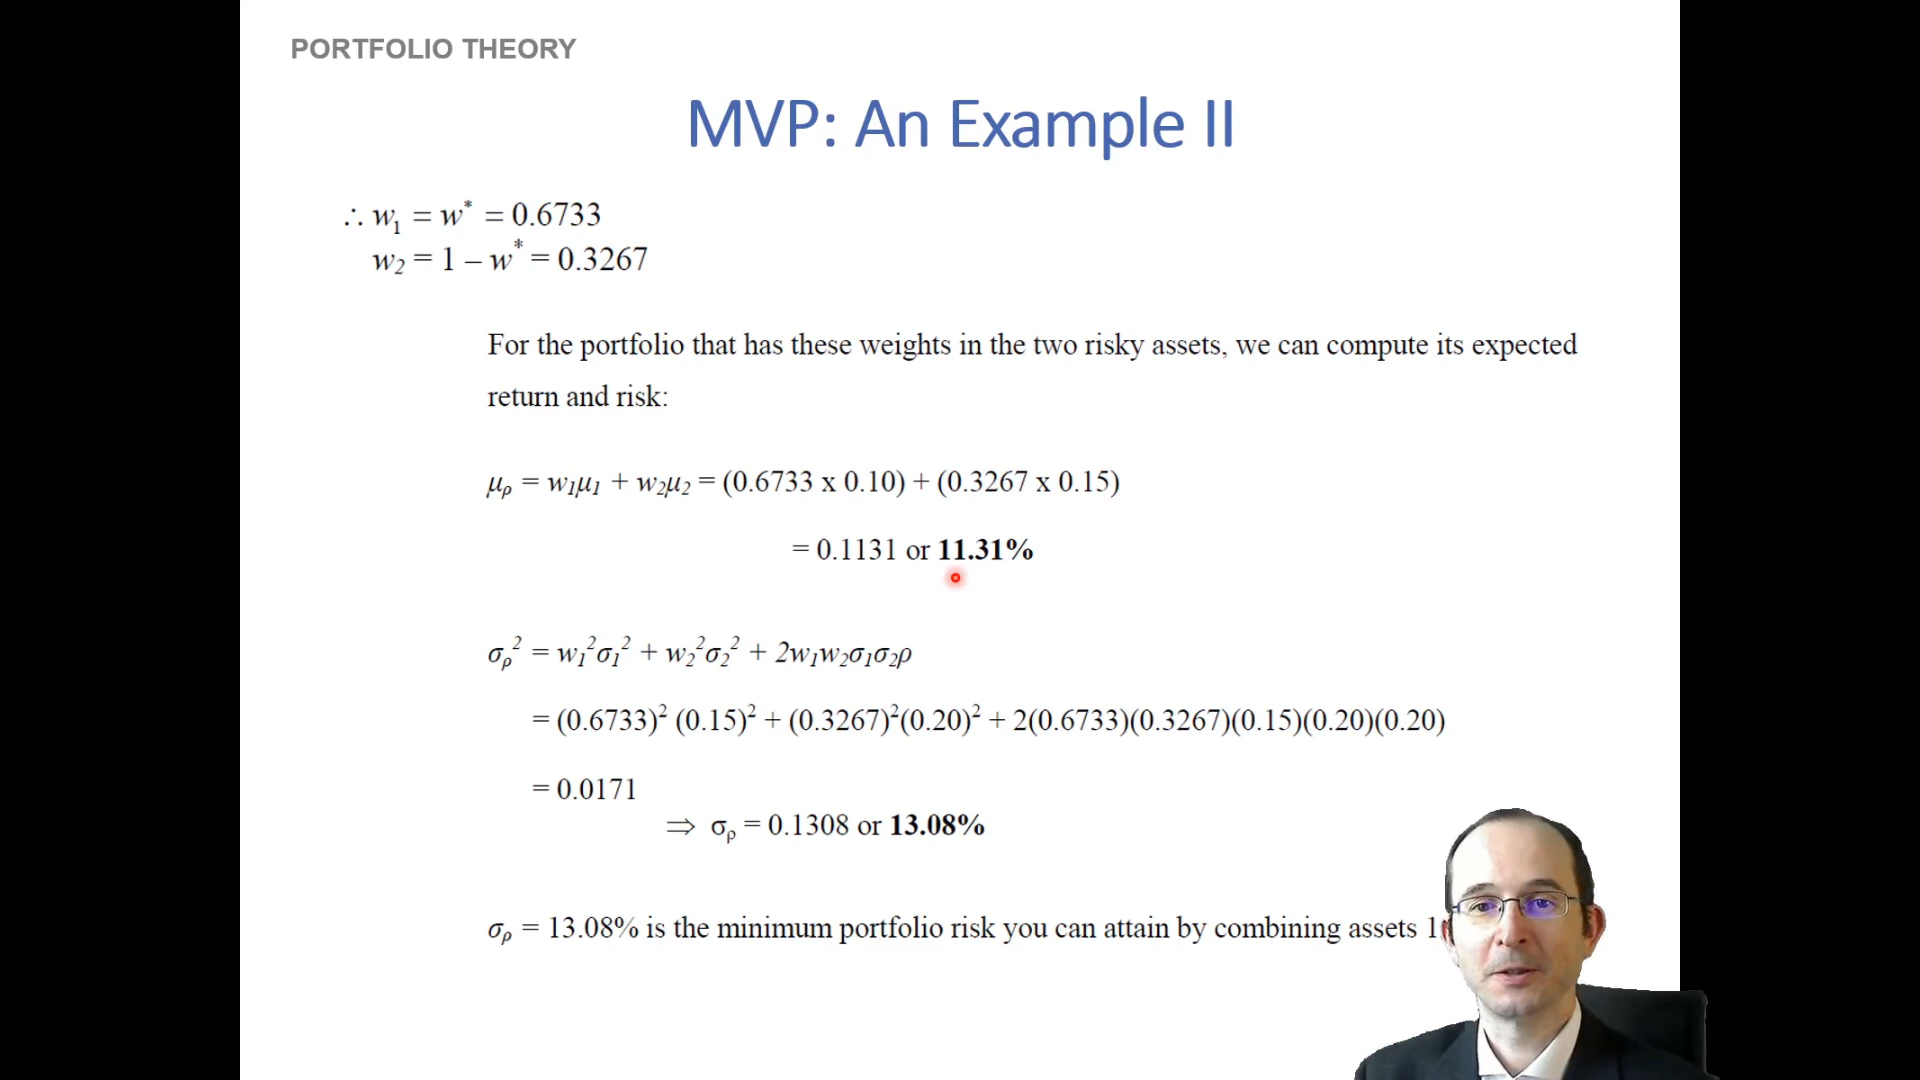 PORTFOLIO THEORY
MVP: An Example II
∴ w₁ = w* = 0.6733
w₂ = 1 – w* = 0.3267
For the portfolio that has these weights in the two risky assets, we can compute its expected
return and risk:
μₚ = w₁μ₁ + w₂μ₂ = (0.6733 x 0.10) + (0.3267 x 0.15)
= 0.1131 or 11.31%
σₚ² = w₁²σ₁² + w₂²σ₂² + 2w₁w₂σ₁σ₂ρ
= (0.6733)² (0.15)² + (0.3267)²(0.20)² + 2(0.6733)(0.3267)(0.15)(0.20)(0.20)
= 0.0171
⇒ σₚ = 0.1308 or 13.08%
σₚ = 13.08% is the minimum portfolio risk you can attain by combining assets 1